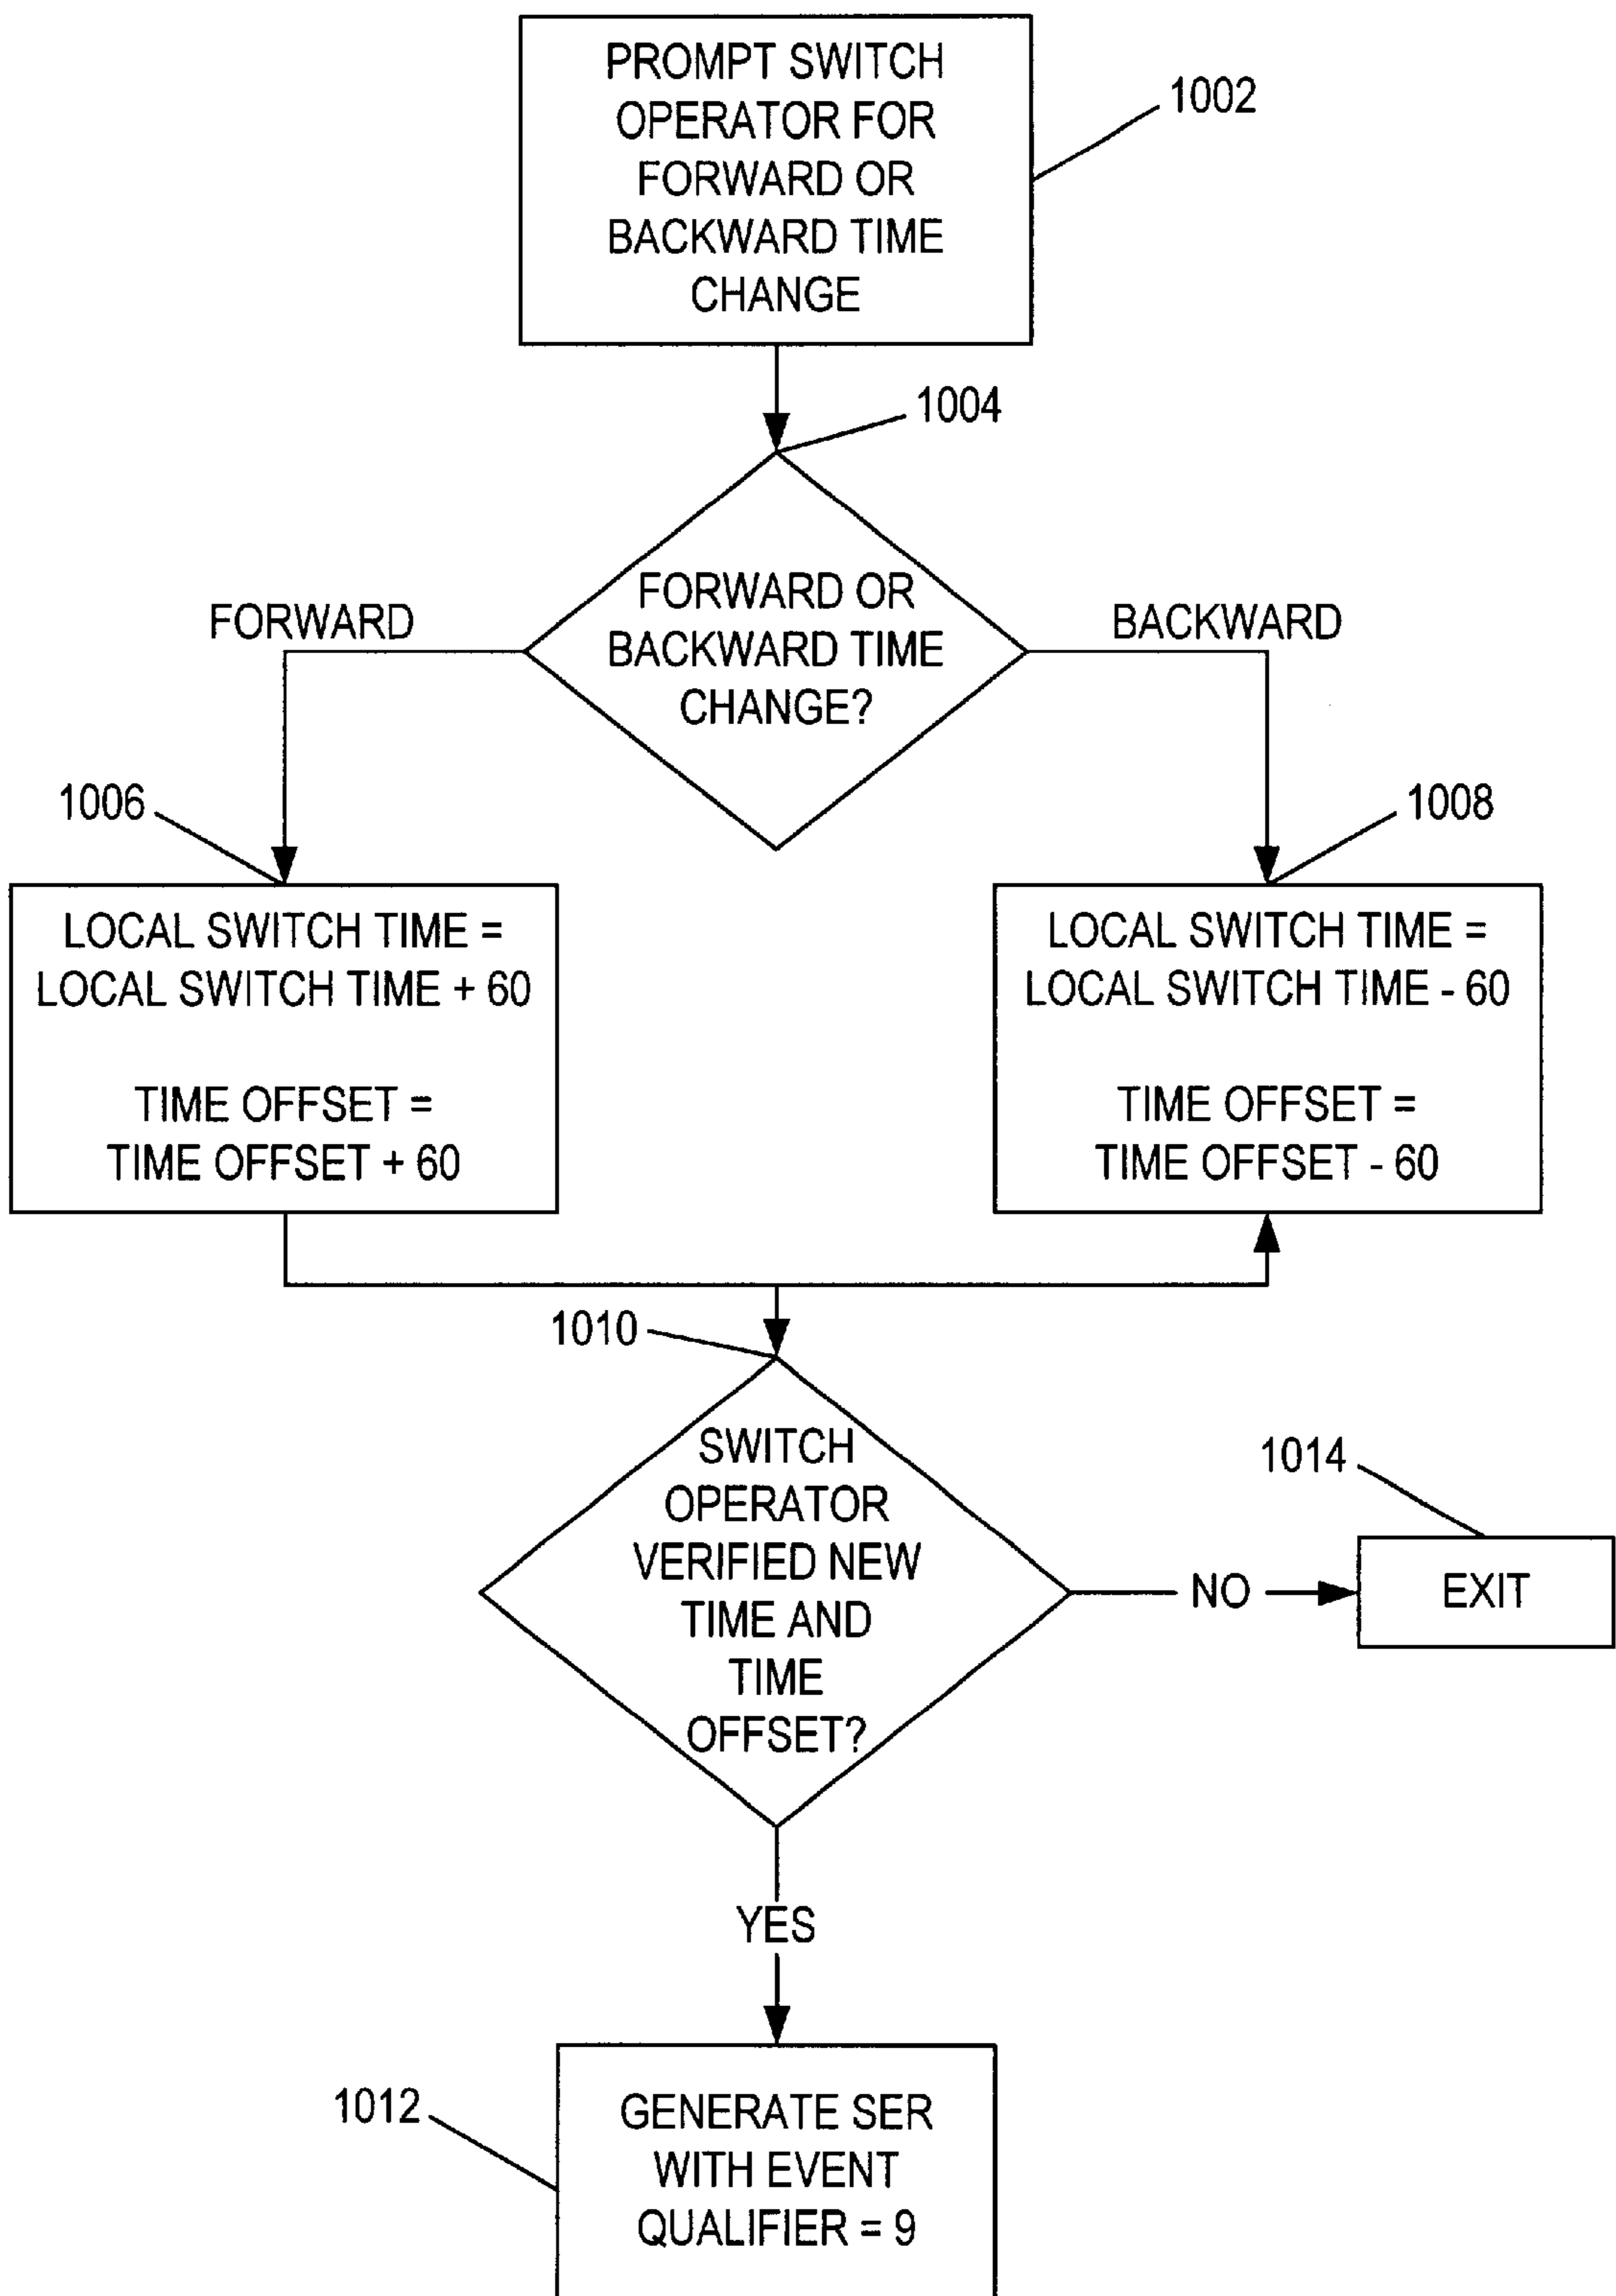 PROMPT SWITCH
OPERATOR FOR
FORWARD OR
BACKWARD TIME
CHANGE
1002
1004
FORWARD OR
BACKWARD TIME
CHANGE?
FORWARD
BACKWARD
1006
1008
LOCAL SWITCH TIME =
LOCAL SWITCH TIME + 60
TIME OFFSET =
TIME OFFSET + 60
LOCAL SWITCH TIME =
LOCAL SWITCH TIME - 60
TIME OFFSET =
TIME OFFSET - 60
1010
SWITCH
OPERATOR
VERIFIED NEW
TIME AND
TIME
OFFSET?
NO
1014
EXIT
YES
1012
GENERATE SER
WITH EVENT
QUALIFIER = 9